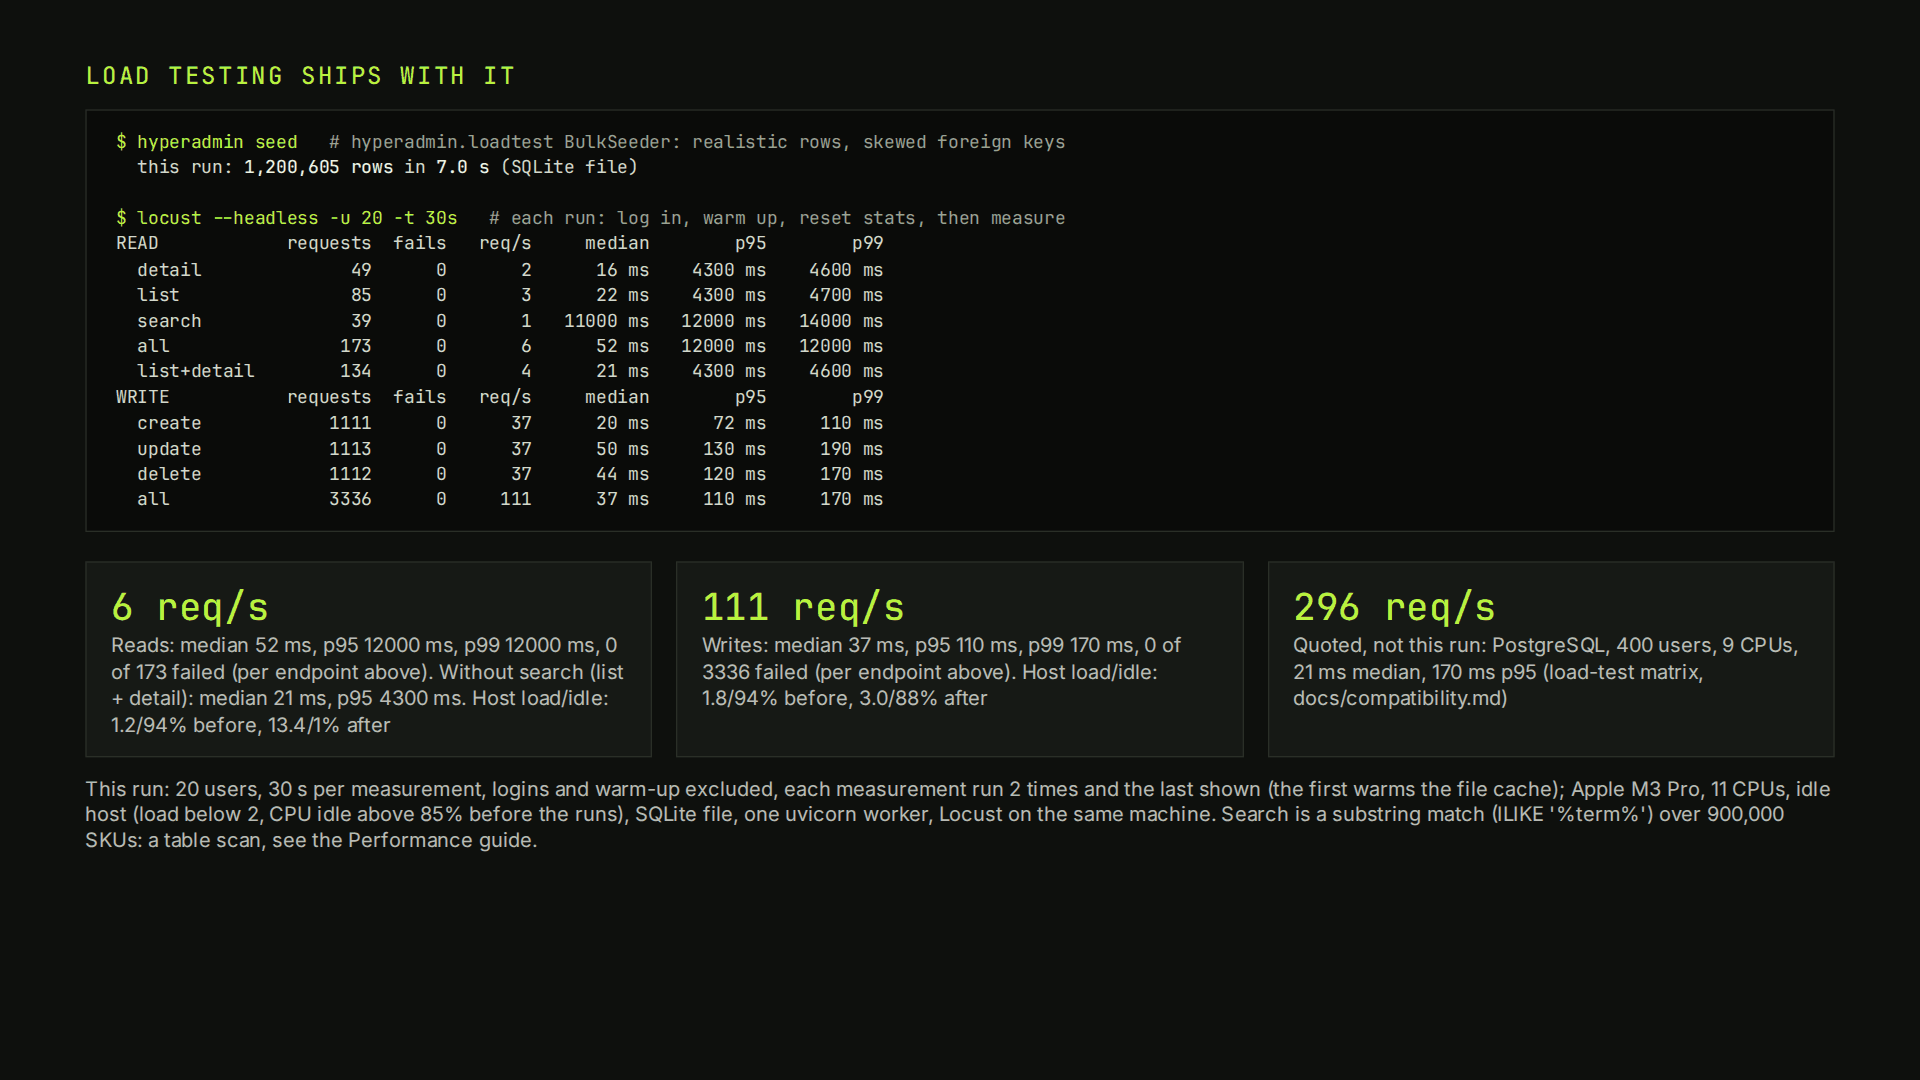 LOAD TESTING SHIPS WITH IT
$ hyperadmin seed   # hyperadmin.loadtest BulkSeeder: realistic rows, skewed foreign keys
  this run: 1,200,605 rows in 7.0 s (SQLite file)
$ locust --headless -u 20 -t 30s   # each run: log in, warm up, reset stats, then measure
READ            requests  fails   req/s     median        p95        p99
  detail              49      0       2      16 ms    4300 ms    4600 ms
  list                85      0       3      22 ms    4300 ms    4700 ms
  search              39      0       1   11000 ms   12000 ms   14000 ms
  all                173      0       6      52 ms   12000 ms   12000 ms
  list+detail        134      0       4      21 ms    4300 ms    4600 ms
WRITE           requests  fails   req/s     median        p95        p99
  create            1111      0      37      20 ms      72 ms     110 ms
  update            1113      0      37      50 ms     130 ms     190 ms
  delete            1112      0      37      44 ms     120 ms     170 ms
  all               3336      0     111      37 ms     110 ms     170 ms
6 req/s
Reads: median 52 ms, p95 12000 ms, p99 12000 ms, 0
of 173 failed (per endpoint above). Without search (list
+ detail): median 21 ms, p95 4300 ms. Host load/idle:
1.2/94% before, 13.4/1% after
111 req/s
Writes: median 37 ms, p95 110 ms, p99 170 ms, 0 of
3336 failed (per endpoint above). Host load/idle:
1.8/94% before, 3.0/88% after
296 req/s
Quoted, not this run: PostgreSQL, 400 users, 9 CPUs,
21 ms median, 170 ms p95 (load-test matrix,
docs/compatibility.md)
This run: 20 users, 30 s per measurement, logins and warm-up excluded, each measurement run 2 times and the last shown (the first warms the file cache); Apple M3 Pro, 11 CPUs, idle
host (load below 2, CPU idle above 85% before the runs), SQLite file, one uvicorn worker, Locust on the same machine. Search is a substring match (ILIKE '%term%') over 900,000
SKUs: a table scan, see the Performance guide.